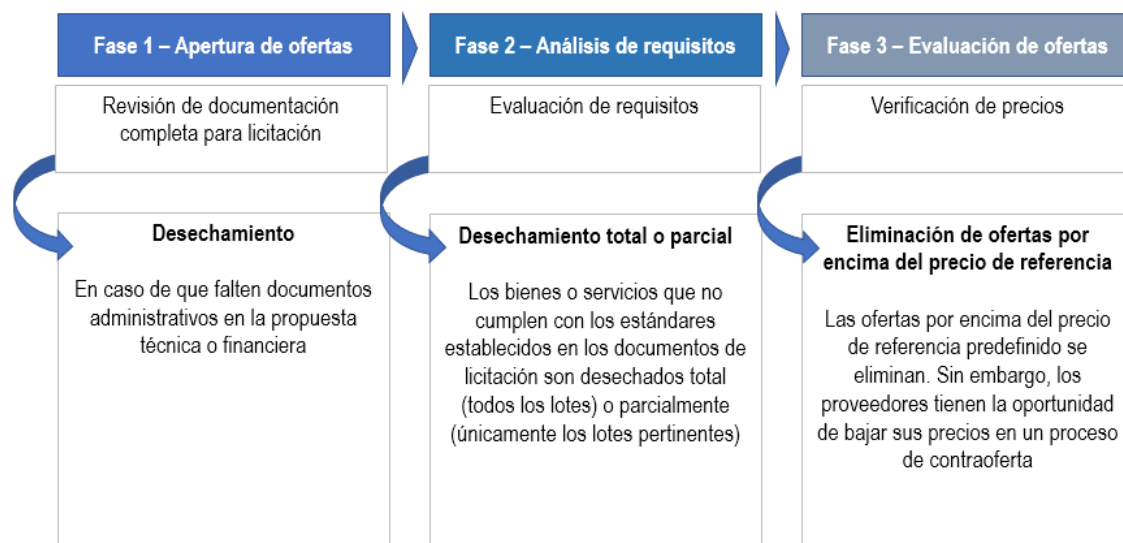 Fase 1 – Apertura de ofertas
Revisión de documentación
completa para licitación
Desechamiento
En caso de que falten documentos
administrativos en la propuesta
técnica o financiera
Fase 2 – Análisis de requisitos
Evaluación de requisitos
Desechamiento total o parcial
Los bienes o servicios que no
cumplen con los estándares
establecidos en los documentos de
licitación son desechados total
(todos los lotes) o parcialmente
(únicamente los lotes pertinentes)
Fase 3 – Evaluación de ofertas
Verificación de precios
Eliminación de ofertas por
encima del precio de referencia
Las ofertas por encima del precio
de referencia predefinido se
eliminan. Sin embargo, los
proveedores tienen la oportunidad
de bajar sus precios en un proceso
de contraoferta